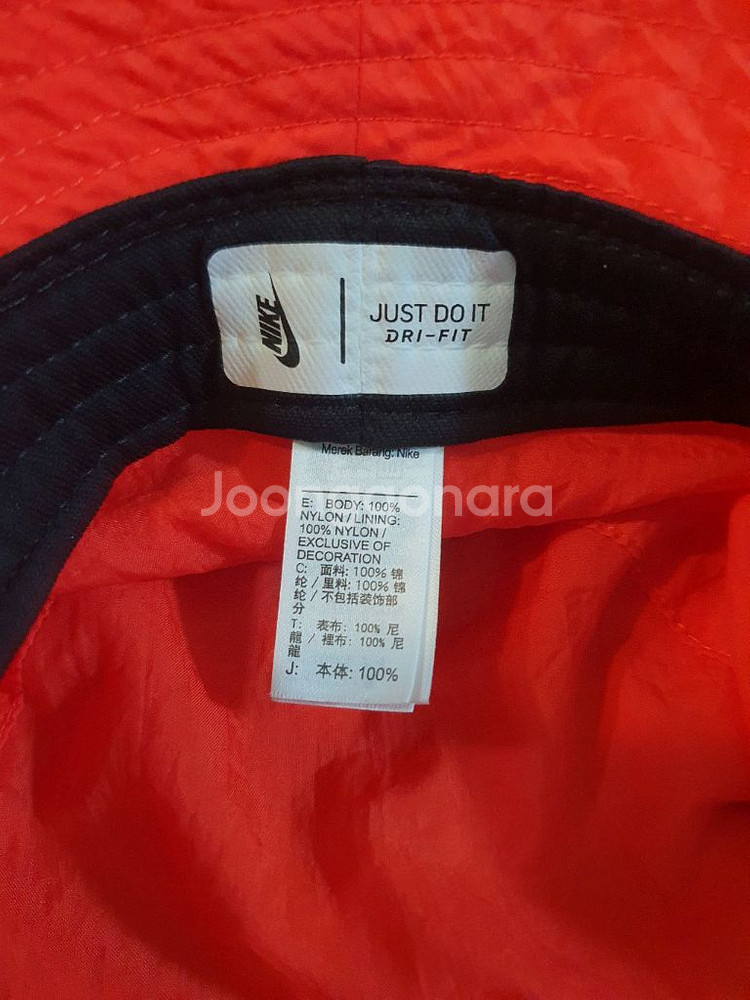 NIKE
JUST DO IT
DRI-FIT
Merek Barang: Nike
Joongonara
E: BODY: 100%
NYLON / LINING:
100% NYLON /
EXCLUSIVE OF
DECORATION
C: 面料: 100% 锦
纶 / 里料: 100% 锦
纶 / 不包括装饰部
分
T: 表布: 100% 尼
龍 / 裡布: 100% 尼
龍
J: 本体: 100%